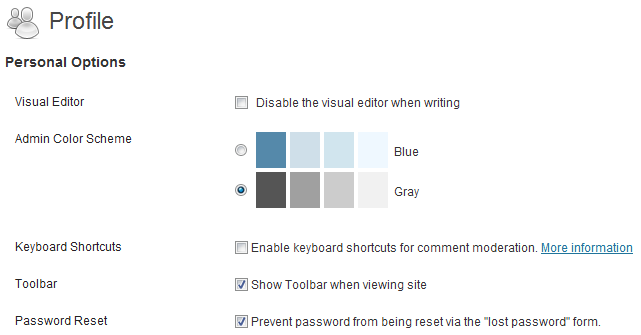 Profile
Personal Options
Visual Editor Disable the visual editor when writing
Admin Color Scheme
Blue
Gray
Keyboard Shortcuts Enable keyboard shortcuts for comment moderation. More information
Toolbar Show Toolbar when viewing site
Password Reset Prevent password from being reset via the "lost password" form.